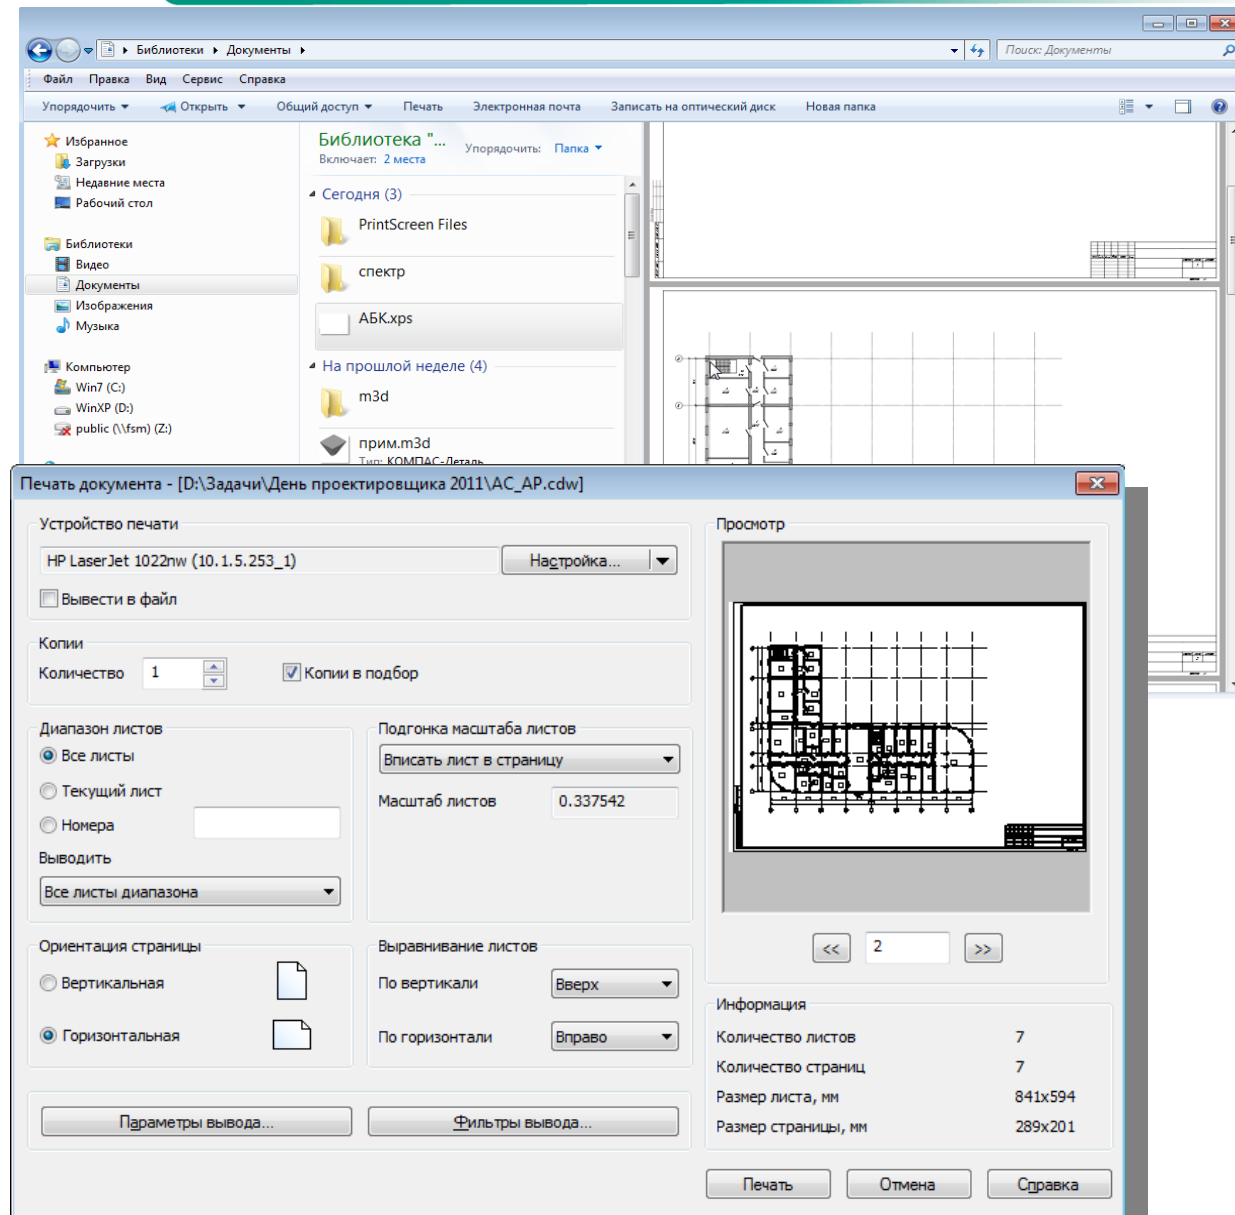 Библиотеки ▸ Документы ▸
Поиск: Документы
Файл Правка Вид Сервис Справка
Упорядочить Открыть Общий доступ Печать Электронная почта Записать на оптический диск Новая папка
Избранное
Загрузки
Недавние места
Рабочий стол
Библиотеки
Видео
Документы
Изображения
Музыка
Компьютер
Win7 (C:)
WinXP (D:)
public (\\fsm) (Z:)
Библиотека "...
Включает: 2 места
Упорядочить: Папка
Сегодня (3)
PrintScreen Files
спектр
АБК.xps
На прошлой неделе (4)
m3d
прим.m3d
Тип: КОМПАС-Деталь
Печать документа - [D:\Задачи\День проектировщика 2011\АС_АР.cdw]
Устройство печати
HP LaserJet 1022nw (10.1.5.253_1)
Настройка...
Вывести в файл
Копии
Количество 1
Копии в подбор
Диапазон листов
Все листы
Текущий лист
Номера
Выводить
Все листы диапазона
Подгонка масштаба листов
Вписать лист в страницу
Масштаб листов 0.337542
Ориентация страницы
Вертикальная
Горизонтальная
Выравнивание листов
По вертикали Вверх
По горизонтали Вправо
Параметры вывода...
Фильтры вывода...
Просмотр
<< 2 >>
Информация
Количество листов 7
Количество страниц 7
Размер листа, мм 841x594
Размер страницы, мм 289x201
Печать Отмена Справка